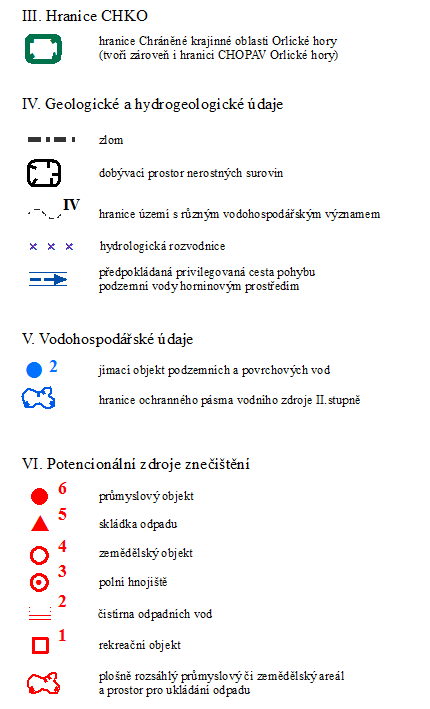 III. Hranice CHKO
hranice Chráněné krajinné oblasti Orlické hory
(tvoří zároveň i hranici CHOPAV Orlické hory)
IV. Geologické a hydrogeologické údaje
zlom
dobývací prostor nerostných surovin
IV
hranice území s různým vodohospodářským významem
hydrologická rozvodnice
předpokládaná privilegovaná cesta pohybu
podzemní vody horninovým prostředím
V. Vodohospodářské údaje
2
jímací objekt podzemních a povrchových vod
hranice ochranného pásma vodního zdroje II.stupně
VI. Potencionální zdroje znečištění
6
průmyslový objekt
5
skládka odpadu
4
zemědělský objekt
3
polní hnojiště
2
čistírna odpadních vod
1
rekreační objekt
plošně rozsáhlý průmyslový či zemědělský areál
a prostor pro ukládání odpadu